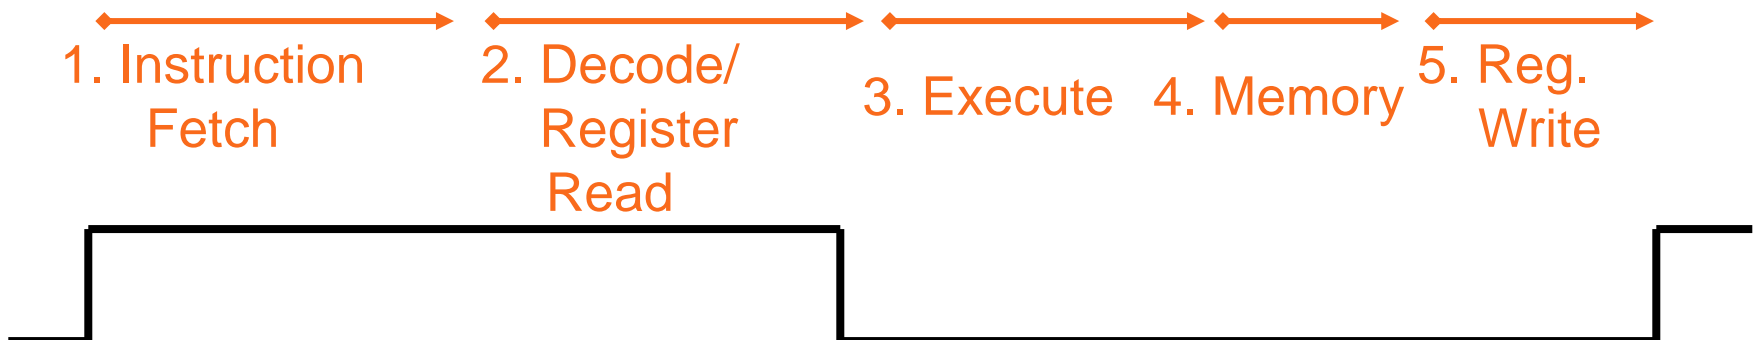 1. Instruction
Fetch
2. Decode/
Register
Read
3. Execute
4. Memory
5. Reg.
Write